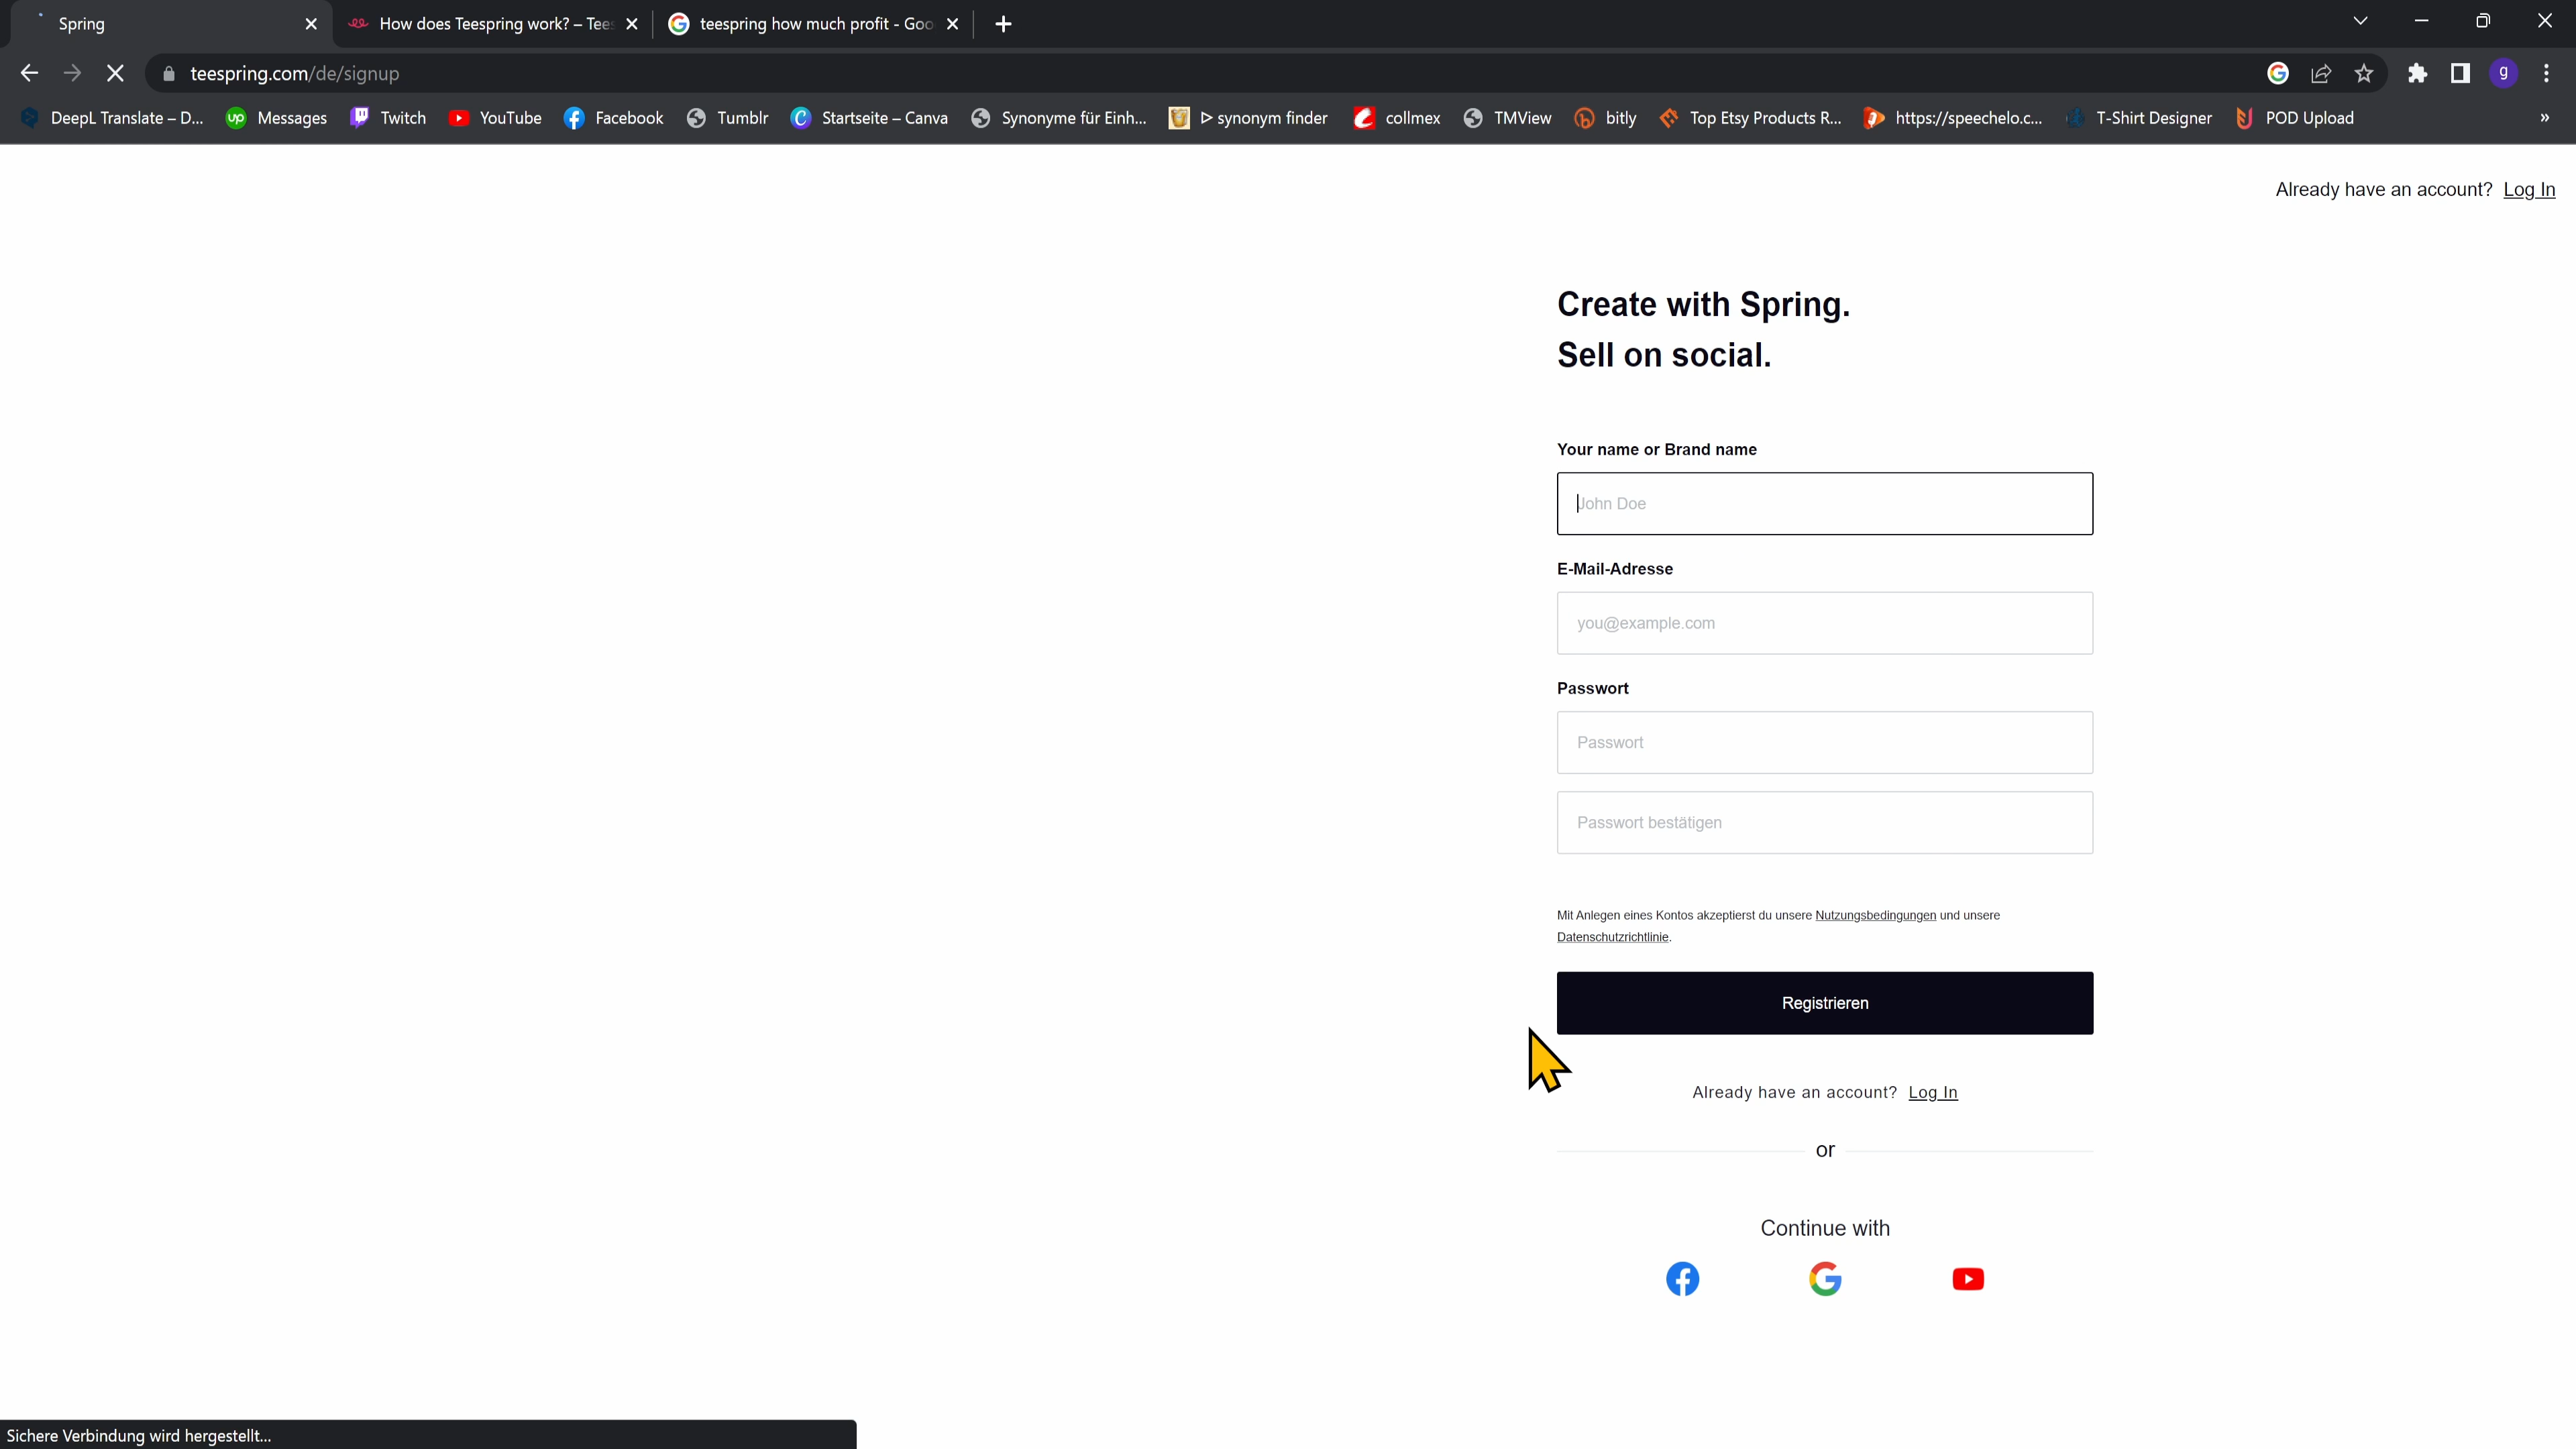 Spring
How does Teespring work? – Tees
teespring how much profit - Goo
teespring.com/de/signup
g
DeepL Translate – D...
up Messages
Twitch
YouTube
Facebook
Tumblr
Startseite – Canva
Synonyme für Einh...
ᐅ synonym finder
collmex
TMView
bitly
Top Etsy Products R...
https://speechelo.c...
T-Shirt Designer
POD Upload
»
Already have an account? Log In
Create with Spring.
Sell on social.
Your name or Brand name
John Doe
E-Mail-Adresse
you@example.com
Passwort
Passwort
Passwort bestätigen
Mit Anlegen eines Kontos akzeptierst du unsere Nutzungsbedingungen und unsere
Datenschutzrichtlinie.
Registrieren
Already have an account? Log In
or
Continue with
Sichere Verbindung wird hergestellt...